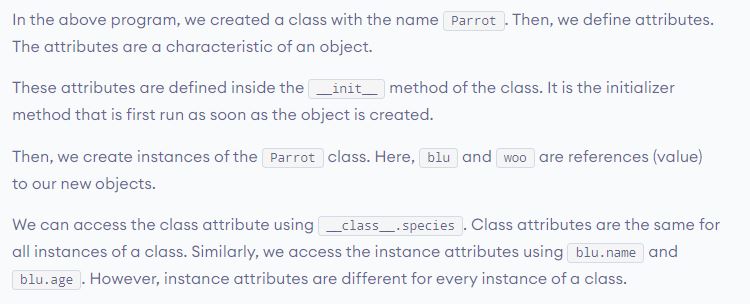 In the above program, we created a class with the name Parrot. Then, we define attributes.
The attributes are a characteristic of an object.
These attributes are defined inside the __init__ method of the class. It is the initializer
method that is first run as soon as the object is created.
Then, we create instances of the Parrot class. Here, blu and woo are references (value)
to our new objects.
We can access the class attribute using __class__.species. Class attributes are the same for
all instances of a class. Similarly, we access the instance attributes using blu.name and
blu.age. However, instance attributes are different for every instance of a class.